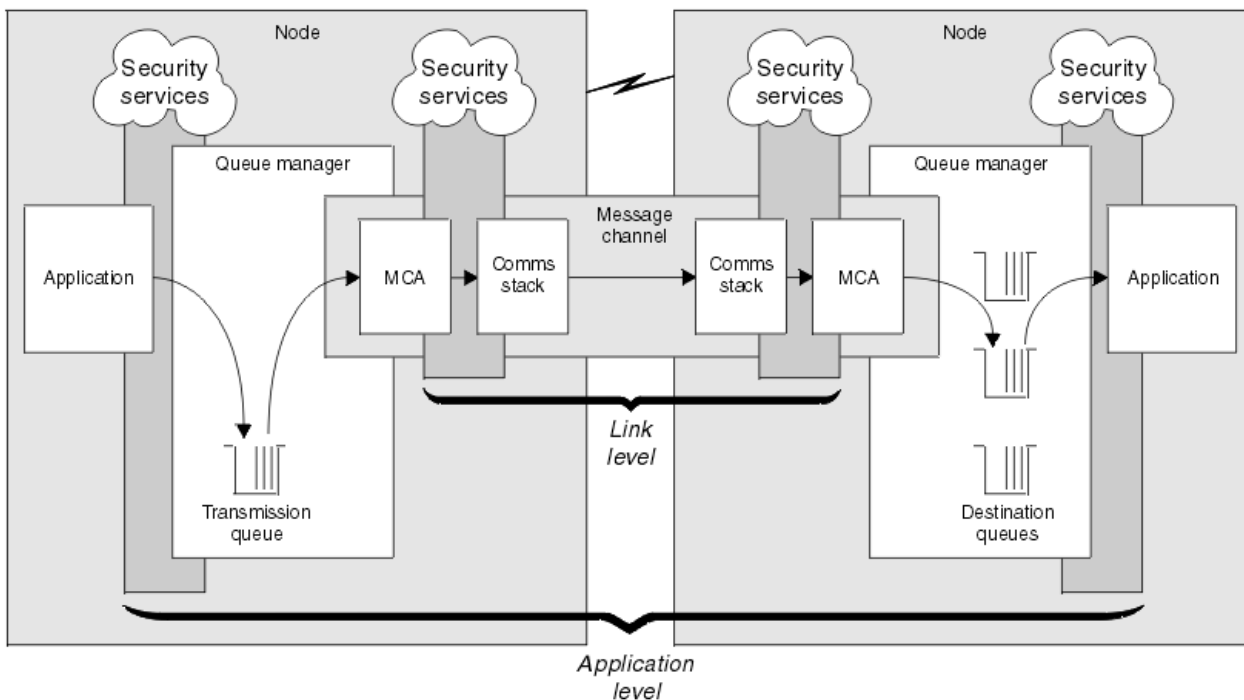 Node
Node
Security
services
Security
services
Security
services
Security
services
Queue manager
Queue manager
Message
channel
Application
MCA
Comms
stack
Comms
stack
MCA
Application
Link
level
Transmission
queue
Destination
queues
Application
level